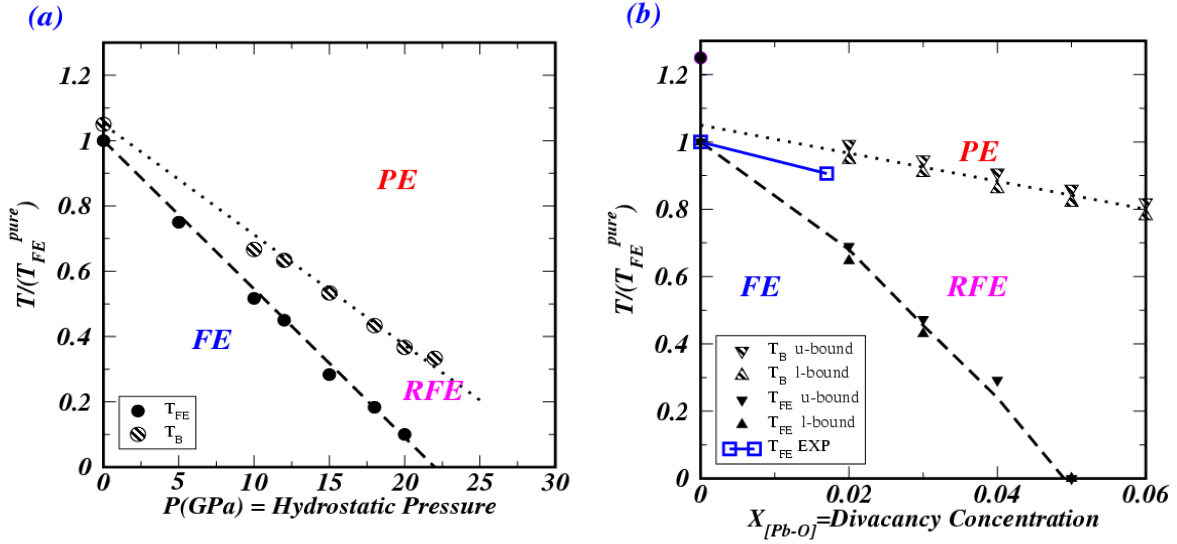 (a)
1.2
1
0.8
0.6
0.4
0.2
0
T/(T_FE^pure)
PE
FE
RFE
T_FE
T_B
0 5 10 15 20 25 30
P(GPa) = Hydrostatic Pressure
(b)
1.2
1
0.8
0.6
0.4
0.2
0
T/(T_FE^pure)
PE
FE
RFE
T_B u-bound
T_B l-bound
T_FE u-bound
T_FE l-bound
T_FE EXP
0 0.02 0.04 0.06
X_[Pb-O]=Divacancy Concentration